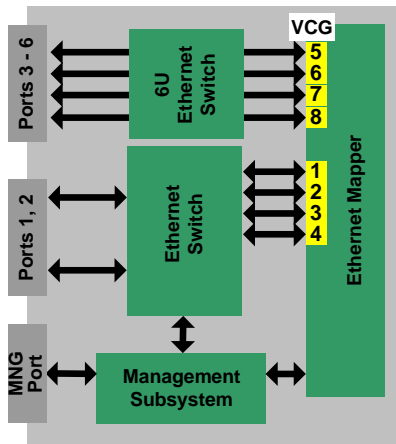 VCG
Ports 3 - 6
6U
Ethernet
Switch
5
6
7
8
Ports 1, 2
Ethernet
Switch
1
2
3
4
Ethernet Mapper
MNG
Port
Management
Subsystem